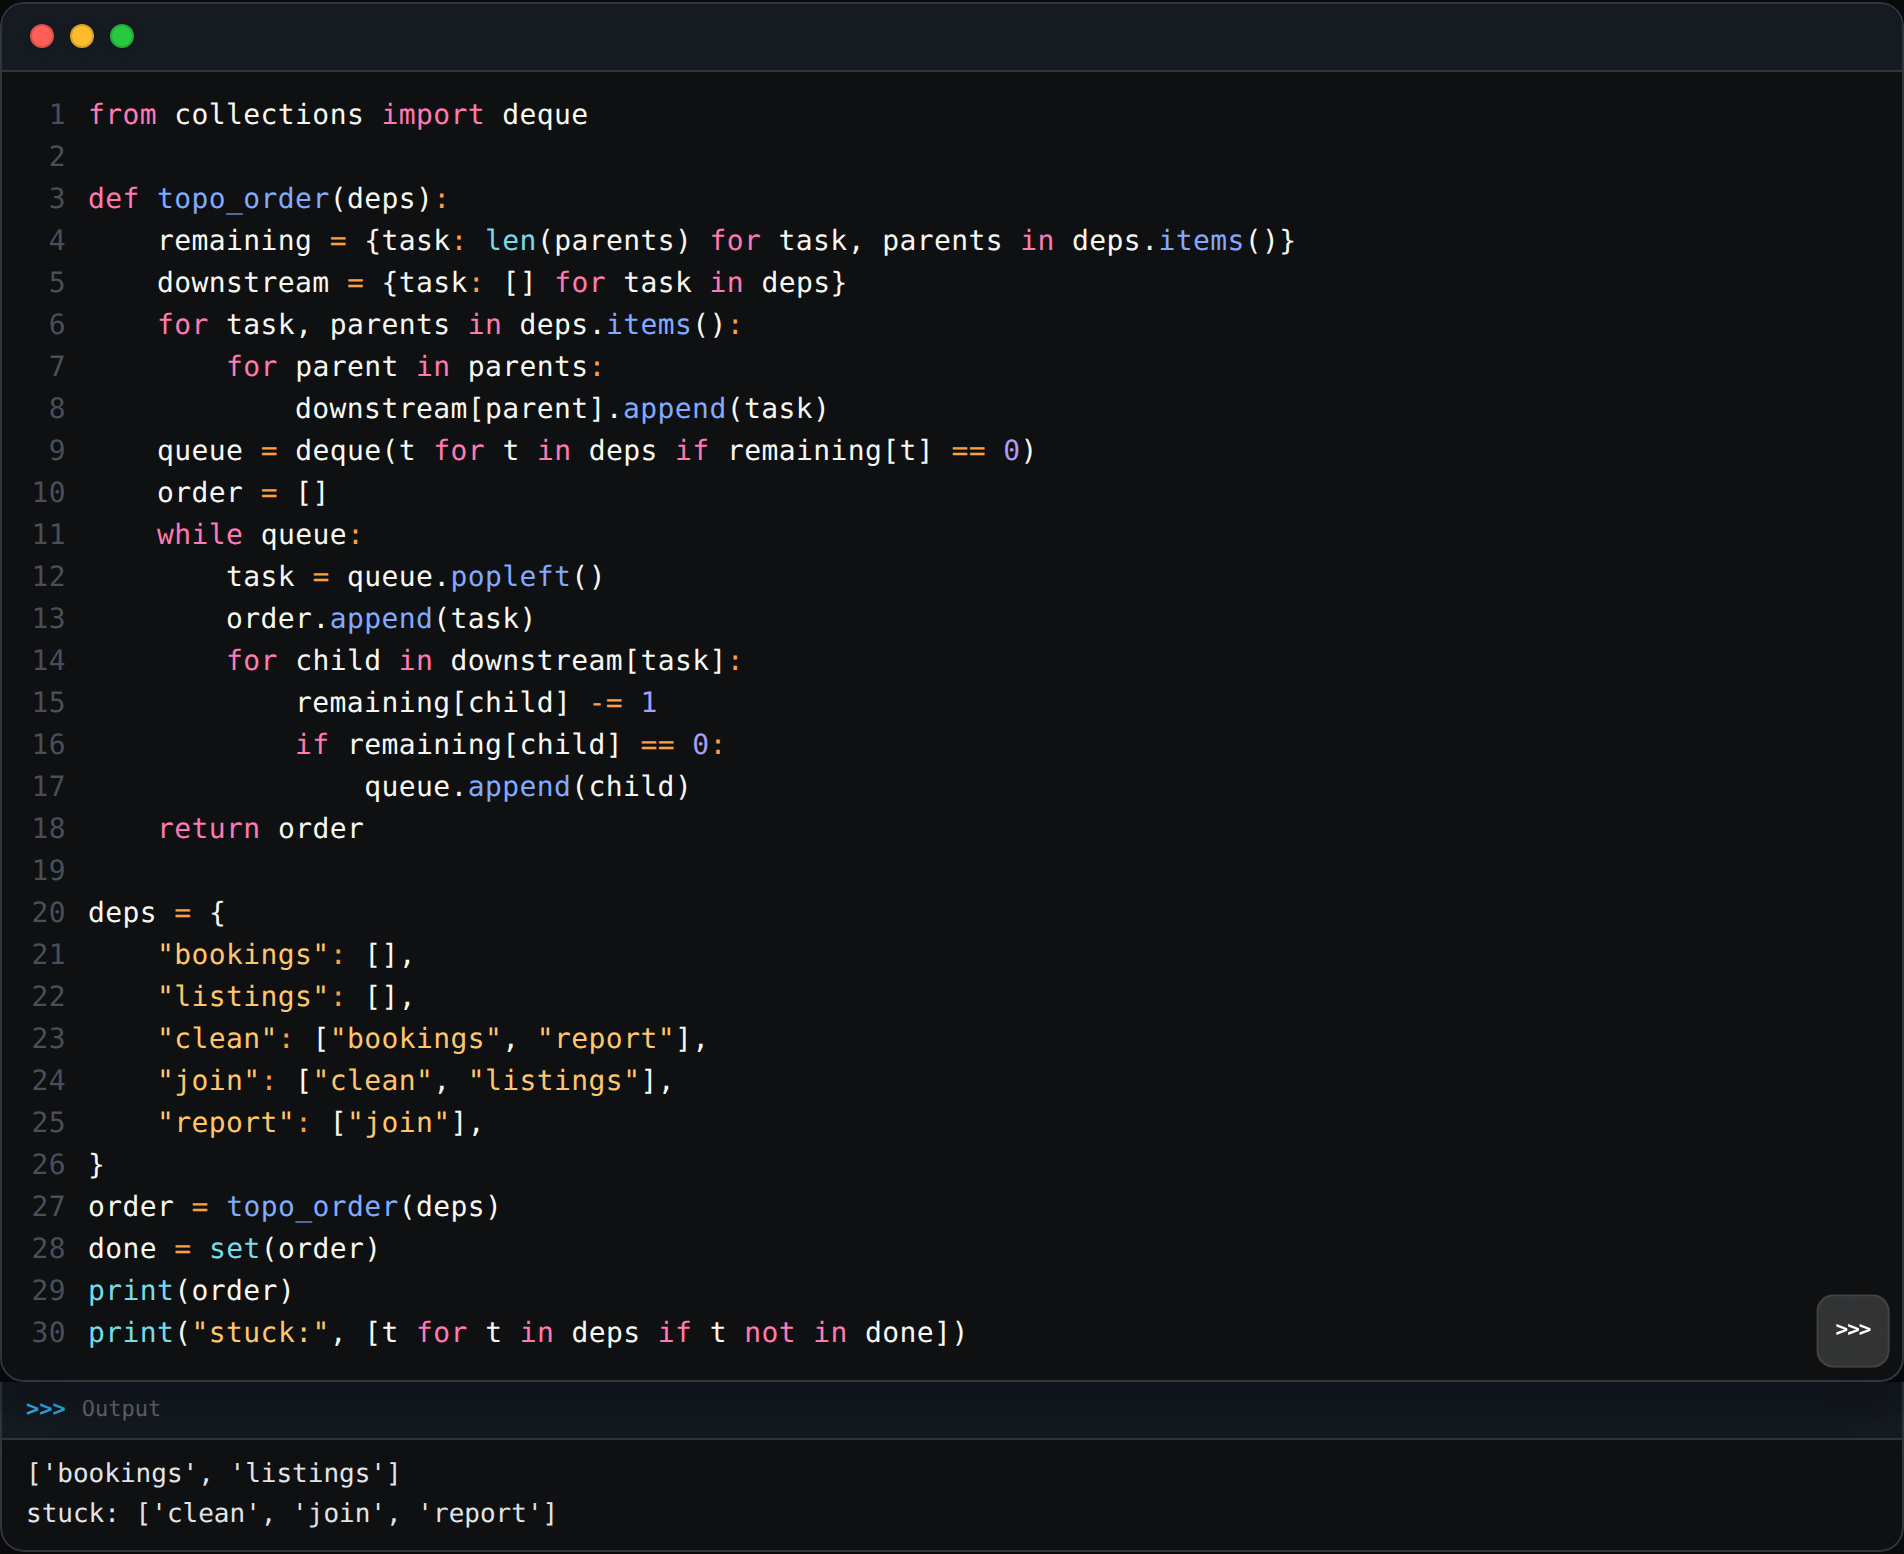 1 from collections import deque
2
3 def topo_order(deps):
4     remaining = {task: len(parents) for task, parents in deps.items()}
5     downstream = {task: [] for task in deps}
6     for task, parents in deps.items():
7         for parent in parents:
8             downstream[parent].append(task)
9     queue = deque(t for t in deps if remaining[t] == 0)
10     order = []
11     while queue:
12         task = queue.popleft()
13         order.append(task)
14         for child in downstream[task]:
15             remaining[child] -= 1
16             if remaining[child] == 0:
17                 queue.append(child)
18     return order
19
20 deps = {
21     "bookings": [],
22     "listings": [],
23     "clean": ["bookings", "report"],
24     "join": ["clean", "listings"],
25     "report": ["join"],
26 }
27 order = topo_order(deps)
28 done = set(order)
29 print(order)
30 print("stuck:", [t for t in deps if t not in done])
>>>
>>> Output
['bookings', 'listings']
stuck: ['clean', 'join', 'report']